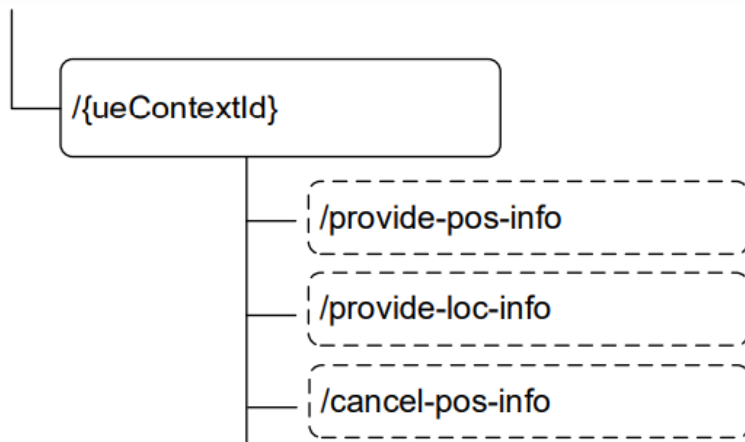 /{ueContextId}
/provide-pos-info
/provide-loc-info
/cancel-pos-info